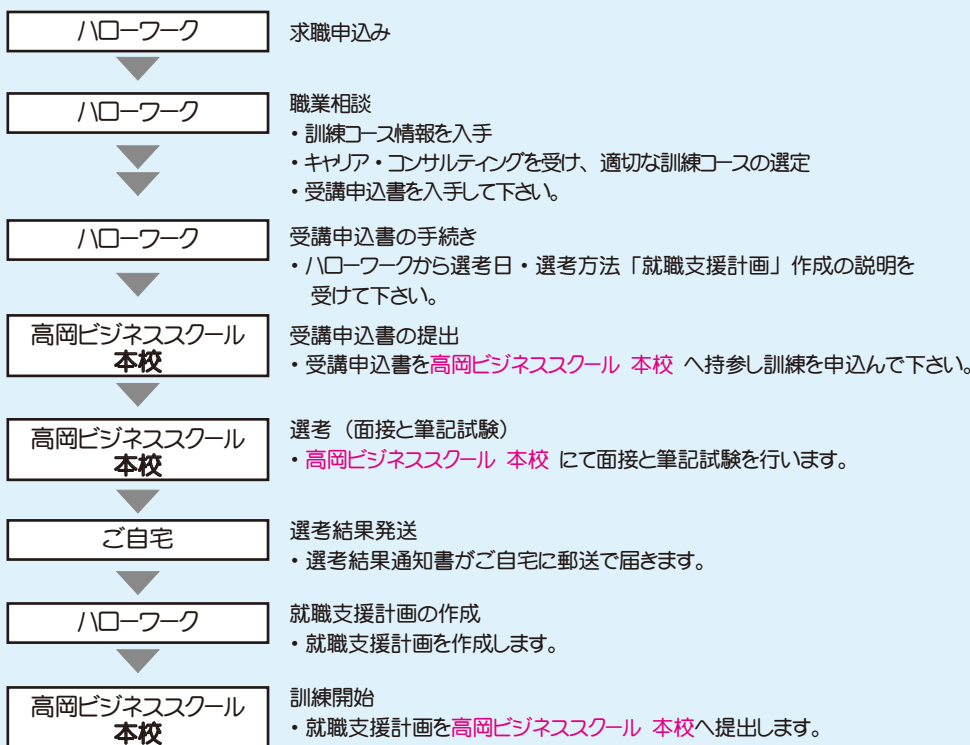 ハローワーク
求職申込み
ハローワーク
職業相談
・訓練コース情報を入手
・キャリア・コンサルティングを受け、適切な訓練コースの選定
・受講申込書を入手して下さい。
ハローワーク
受講申込書の手続き
・ハローワークから選考日・選考方法「就職支援計画」作成の説明を
受けて下さい。
高岡ビジネススクール
本校
受講申込書の提出
・受講申込書を高岡ビジネススクール 本校 へ持参し訓練を申込んで下さい。
高岡ビジネススクール
本校
選考（面接と筆記試験）
・高岡ビジネススクール 本校 にて面接と筆記試験を行います。
ご自宅
選考結果発送
・選考結果通知書がご自宅に郵送で届きます。
ハローワーク
就職支援計画の作成
・就職支援計画を作成します。
高岡ビジネススクール
本校
訓練開始
・就職支援計画を高岡ビジネススクール 本校へ提出します。